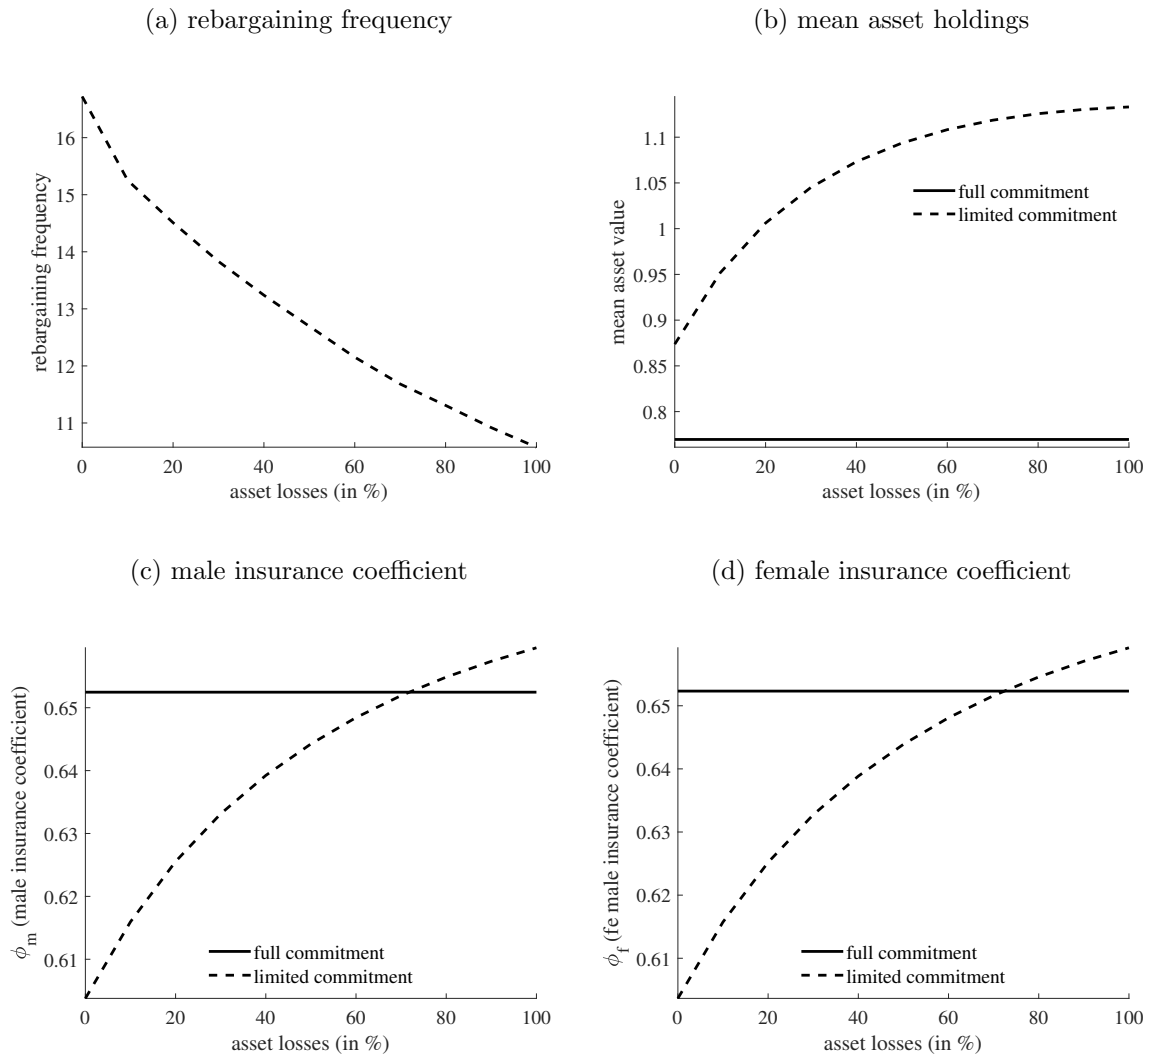 (a) rebargaining frequency
rebargaining frequency
16
15
14
13
12
11
0 20 40 60 80 100
asset losses (in %)
(b) mean asset holdings
mean asset value
1.1
1.05
1
0.95
0.9
0.85
0.8
full commitment
limited commitment
0 20 40 60 80 100
asset losses (in %)
(c) male insurance coefficient
ϕm (male insurance coefficient)
0.65
0.64
0.63
0.62
0.61
full commitment
limited commitment
0 20 40 60 80 100
asset losses (in %)
(d) female insurance coefficient
ϕf (fe male insurance coefficient)
0.65
0.64
0.63
0.62
0.61
full commitment
limited commitment
0 20 40 60 80 100
asset losses (in %)